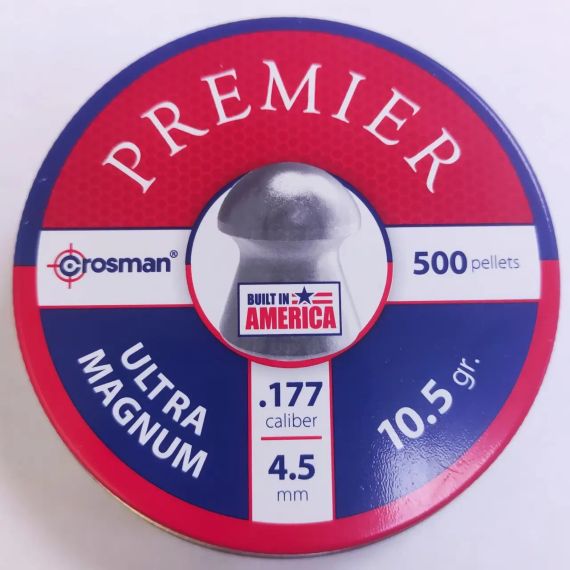 PREMIER
crosman®
500 pellets
BUILT IN
AMERICA
ULTRA
MAGNUM
.177
caliber
4.5
mm
10.5 gr.